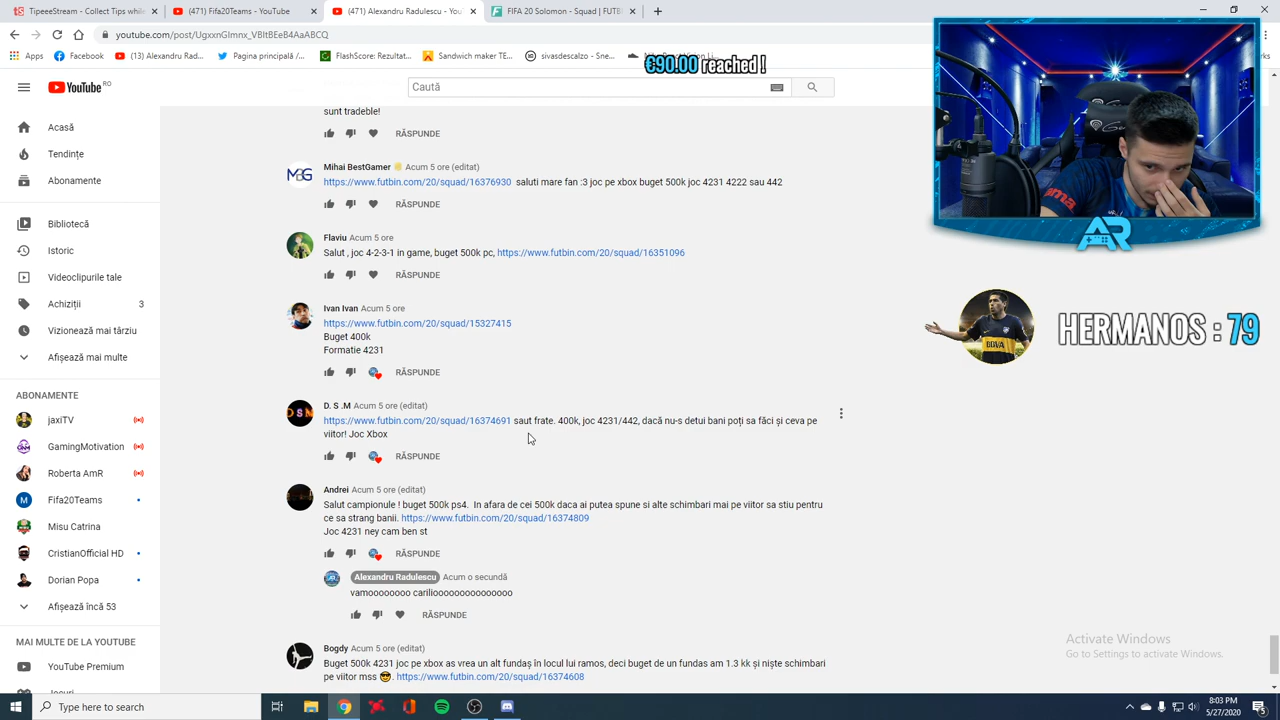 TipeeeStream - Collect Tips while
(471) Fifa20Teams - YouTube
(471) Alexandru Radulescu - You
FIFA 20 Solomon - Squad | FUTBI
Apps
Facebook
(1) Alexandru Rad...
Pagina principală /...
FlashScore: Rezultat...
Sandwich maker TE...
sivasdescalzo - Sne...
€90.00 reached !
YouTube RO
Caută
Acasă
Tendințe
Abonamente
Bibliotecă
Istoric
Videoclipurile tale
Achiziții 3
Vizionează mai târziu
Afișează mai multe
ABONAMENTE
jaxiTV
GamingMotivation
Roberta AmR
Fifa20Teams
Misu Catrina
CristianOfficial HD
Dorian Popa
Afișează încă 53
MAI MULTE DE LA YOUTUBE
YouTube Premium
sunt tradeble!
RĂSPUNDE
MBG
Mihai BestGamer Acum 5 ore (editat)
https://www.futbin.com/20/squad/16376930 saluti mare fan :3 joc pe xbox buget 500k joc 4231 4222 sau 442
RĂSPUNDE
Flaviu Acum 5 ore
Salut , joc 4-2-3-1 in game, buget 500k pc, https://www.futbin.com/20/squad/16351096
RĂSPUNDE
Ivan Ivan Acum 5 ore
https://www.futbin.com/20/squad/15327411
Buget 400k
Formatie 4231
RĂSPUNDE
DSM
D. S .M Acum 5 ore (editat)
https://www.futbin.com/20/squad/16374691 saut frate. 400k, joc 4231/442, dacă nu-s detui bani poți sa faci și ceva pe
viitor! Joc Xbox
RĂSPUNDE
Andrei Acum 5 ore (editat)
Salut campionule ! buget 500k ps4. In afara de cei 500k daca ai putea spune si alte schimbari mai pe viitor sa stiu pentru
ce sa strang banii. https://www.futbin.com/20/squad/16374809
Joc 4231 ney cam ben st
RĂSPUNDE
Alexandru Radulescu Acum o secundă
vamoooooooo cariliooooooooooooooo
RĂSPUNDE
Bogdy Acum 5 ore (editat)
Buget 500k 4231 joc pe xbox as vrea un alt fundaș în locul lui ramos, deci buget de un fundas am 1.3 kk și niște schimbari
pe viitor mss https://www.futbin.com/20/squad/16374608
AR
BBVA
HERMANOS : 79
Activate Windows
Go to Settings to activate Windows.
Type here to search
8:03 PM
5/27/2020